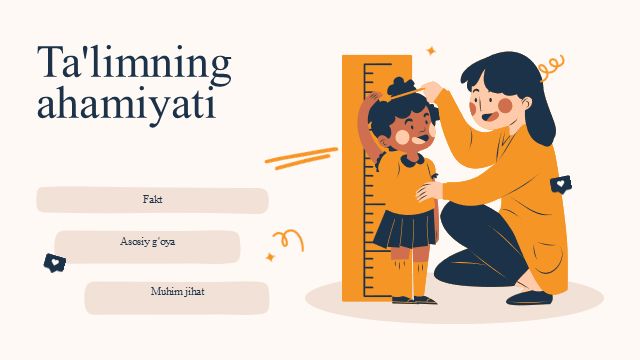 Ta'limning
ahamiyati
Fakt
Asosiy g‘oya
Muhim jihat